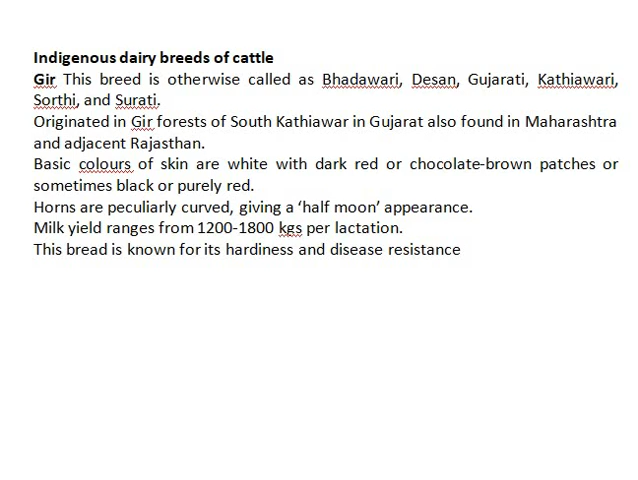 Indigenous dairy breeds of cattle
Gir This breed is otherwise called as Bhadawari, Desan, Gujarati, Kathiawari,
Sorthi, and Surati.
Originated in Gir forests of South Kathiawar in Gujarat also found in Maharashtra
and adjacent Rajasthan.
Basic colours of skin are white with dark red or chocolate-brown patches or
sometimes black or purely red.
Horns are peculiarly curved, giving a ‘half moon’ appearance.
Milk yield ranges from 1200-1800 kgs per lactation.
This bread is known for its hardiness and disease resistance